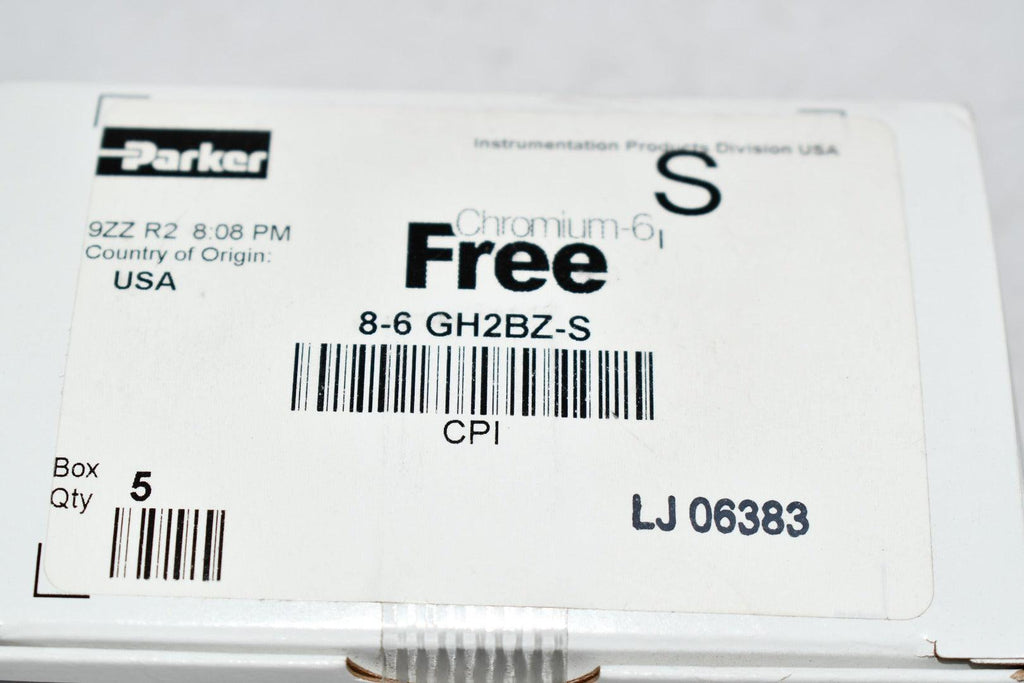 Parker
Instrumentation Products Division USA
S
9ZZ R2 8:08 PM
Country of Origin:
USA
Chromium-6
Free
8-6 GH2BZ-S
CPI
Box
Qty
5
LJ 06383